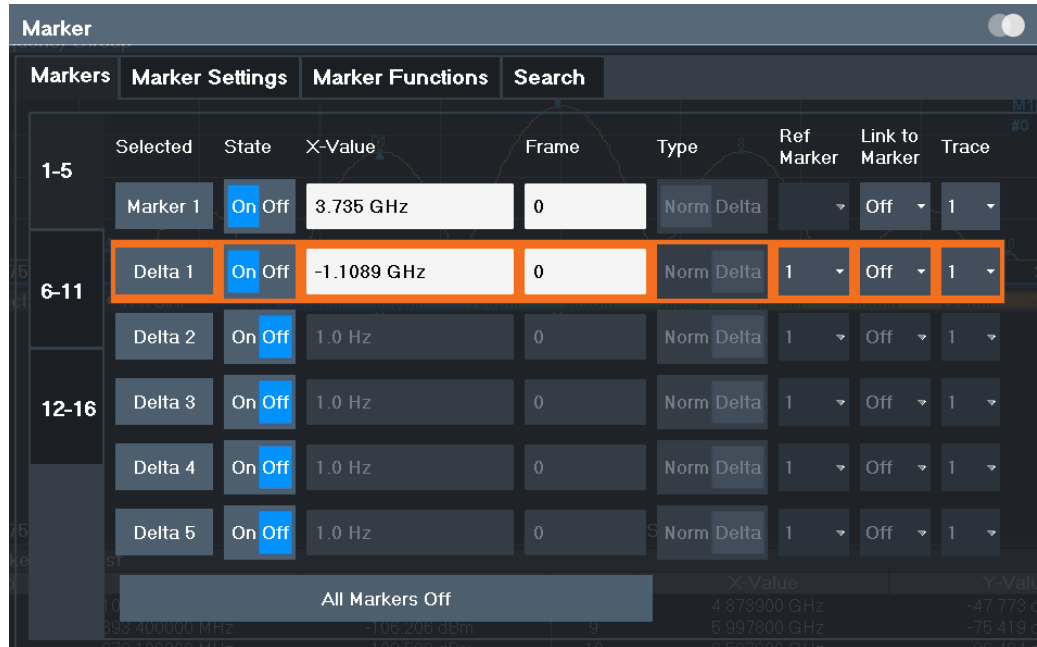 Marker
Markers Marker Settings Marker Functions Search
M1
#0
1-5
6-11
12-16
Selected State X-Value Frame Type Ref Marker Link to Marker Trace
Marker 1 On Off 3.735 GHz 0 Norm Delta Off 1
Delta 1 On Off -1.1089 GHz 0 Norm Delta 1 Off 1
Delta 2 On Off 1.0 Hz 0 Norm Delta 1 Off 1
Delta 3 On Off 1.0 Hz 0 Norm Delta 1 Off 1
Delta 4 On Off 1.0 Hz 0 Norm Delta 1 Off 1
Delta 5 On Off 1.0 Hz 0 Norm Delta 1 Off 1
All Markers Off
X-Value Y-Valu
4.873900 GHz -47.773
893.400000 MHz -106.206 dBm 9 5.997800 GHz -75.419